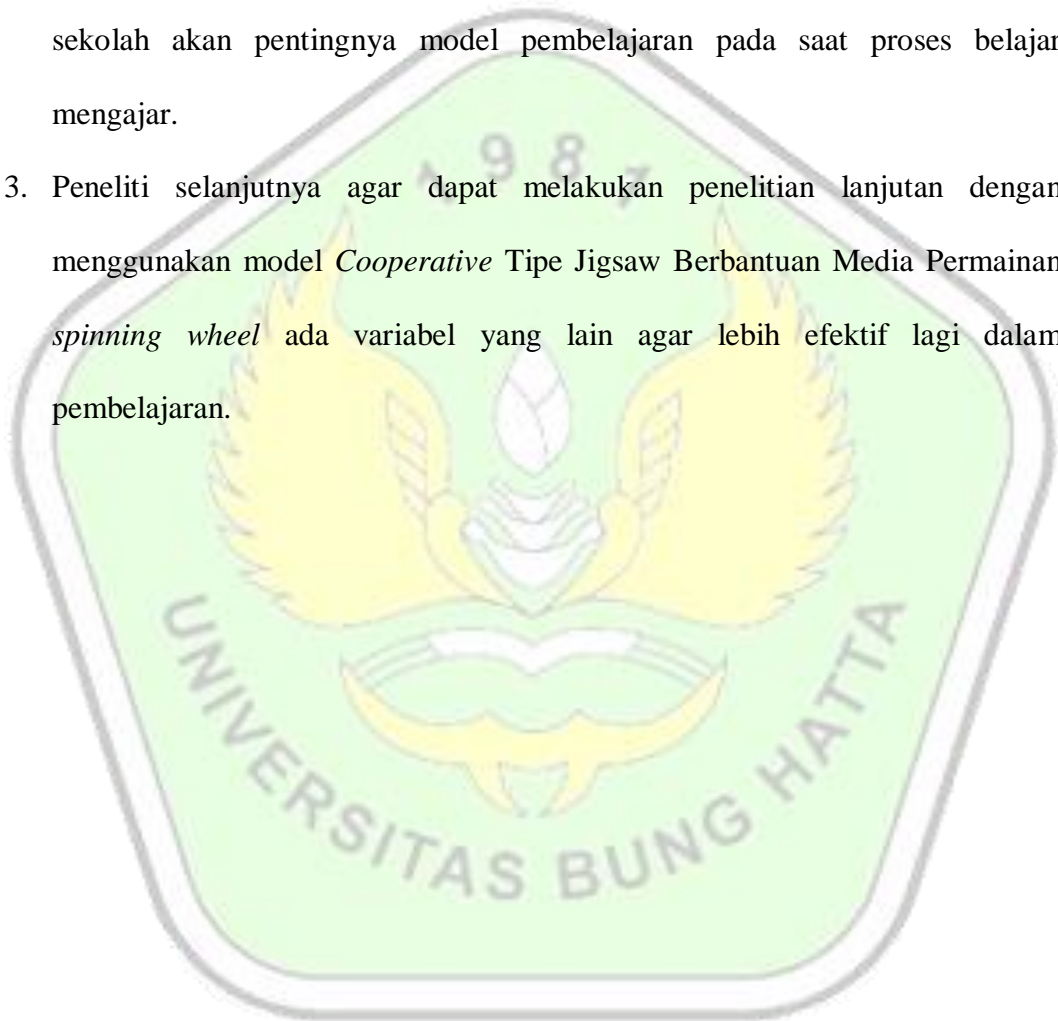 sekolah akan pentingnya model pembelajaran pada saat proses belajar
mengajar.
1981
3. Peneliti selanjutnya agar dapat melakukan penelitian lanjutan dengan
menggunakan model Cooperative Tipe Jigsaw Berbantuan Media Permainan
spinning wheel ada variabel yang lain agar lebih efektif lagi dalam
pembelajaran.
UNIVERSITAS BUNG HATTA